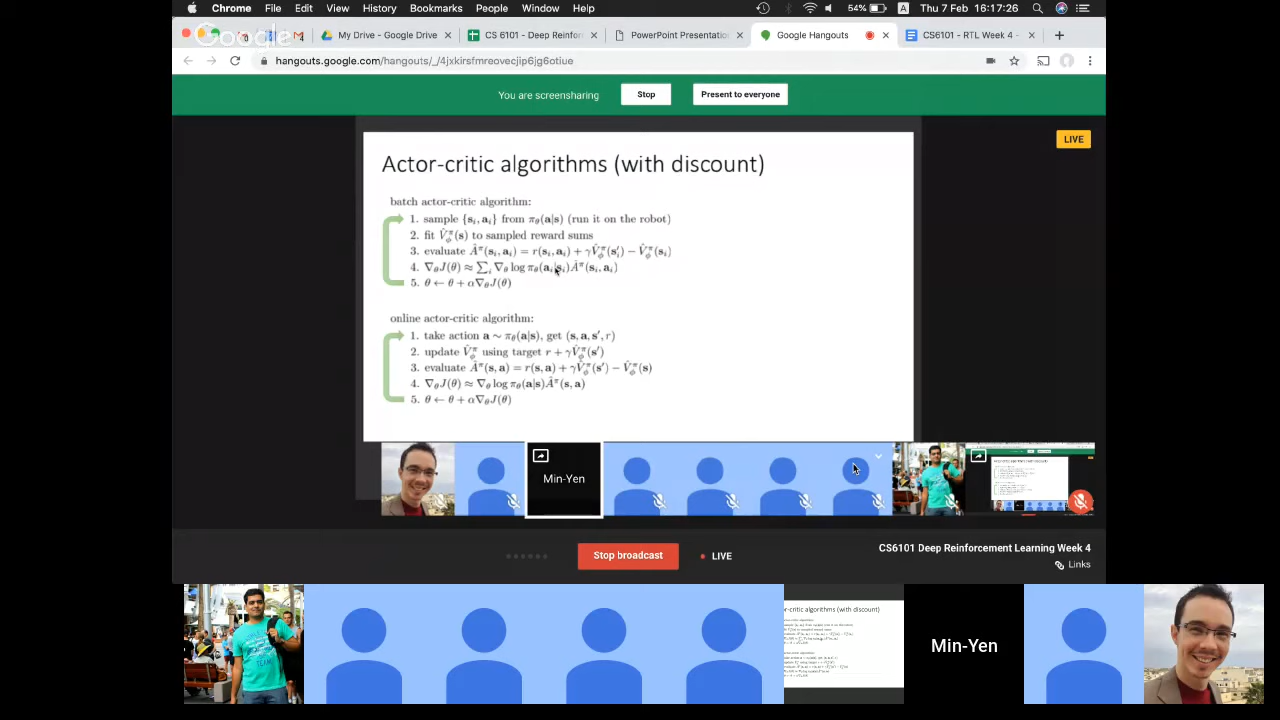 Chrome File Edit View History Bookmarks People Window Help 54% A Thu 7 Feb 16:17:26
Google
My Drive - Google Drive CS 6101 - Deep Reinforc PowerPoint Presentation Google Hangouts CS6101 - RTL Week 4 -
hangouts.google.com/hangouts/_/4jxkirsfmreovecjip6jg6otiue
You are screensharing Stop Present to everyone
LIVE
Actor-critic algorithms (with discount)
batch actor-critic algorithm:
1. sample {s_i, a_i} from π_θ(a|s) (run it on the robot)
2. fit V̂^π_φ(s) to sampled reward sums
3. evaluate Â^π(s_i, a_i) = r(s_i, a_i) + γV̂^π_φ(s′_i) − V̂^π_φ(s_i)
4. ∇_θJ(θ) ≈ Σ_i ∇_θ log π_θ(a_i|s_i)Â^π(s_i, a_i)
5. θ ← θ + α∇_θJ(θ)
online actor-critic algorithm:
1. take action a ∼ π_θ(a|s), get (s, a, s′, r)
2. update V̂^π_φ using target r + γV̂^π_φ(s′)
3. evaluate Â^π(s, a) = r(s, a) + γV̂^π_φ(s′) − V̂^π_φ(s)
4. ∇_θJ(θ) ≈ ∇_θ log π_θ(a|s)Â^π(s, a)
5. θ ← θ + α∇_θJ(θ)
Min-Yen
Stop broadcast LIVE
CS6101 Deep Reinforcement Learning Week 4
Links
r-critic algorithms (with discount)
Min-Yen